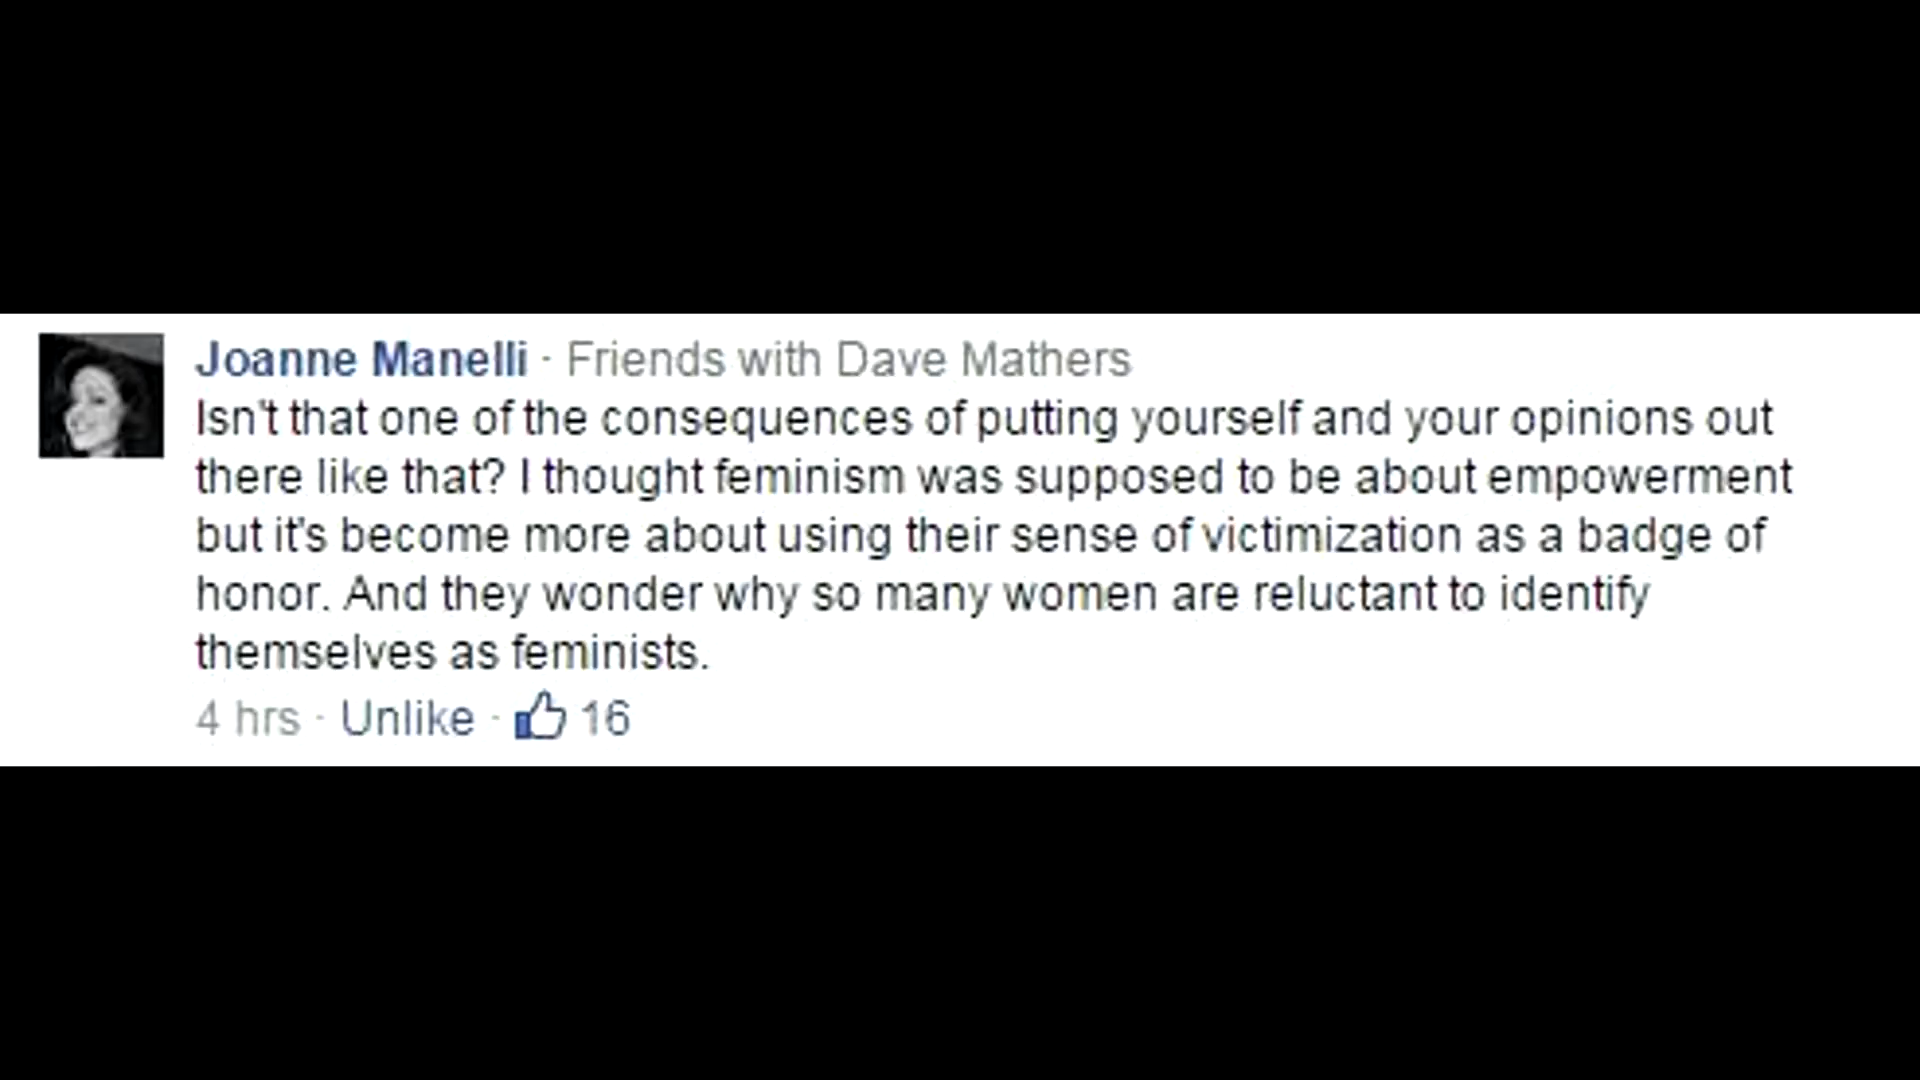 Joanne Manelli · Friends with Dave Mathers
Isn't that one of the consequences of putting yourself and your opinions out
there like that? I thought feminism was supposed to be about empowerment
but it's become more about using their sense of victimization as a badge of
honor. And they wonder why so many women are reluctant to identify
themselves as feminists.
4 hrs · Unlike · 16